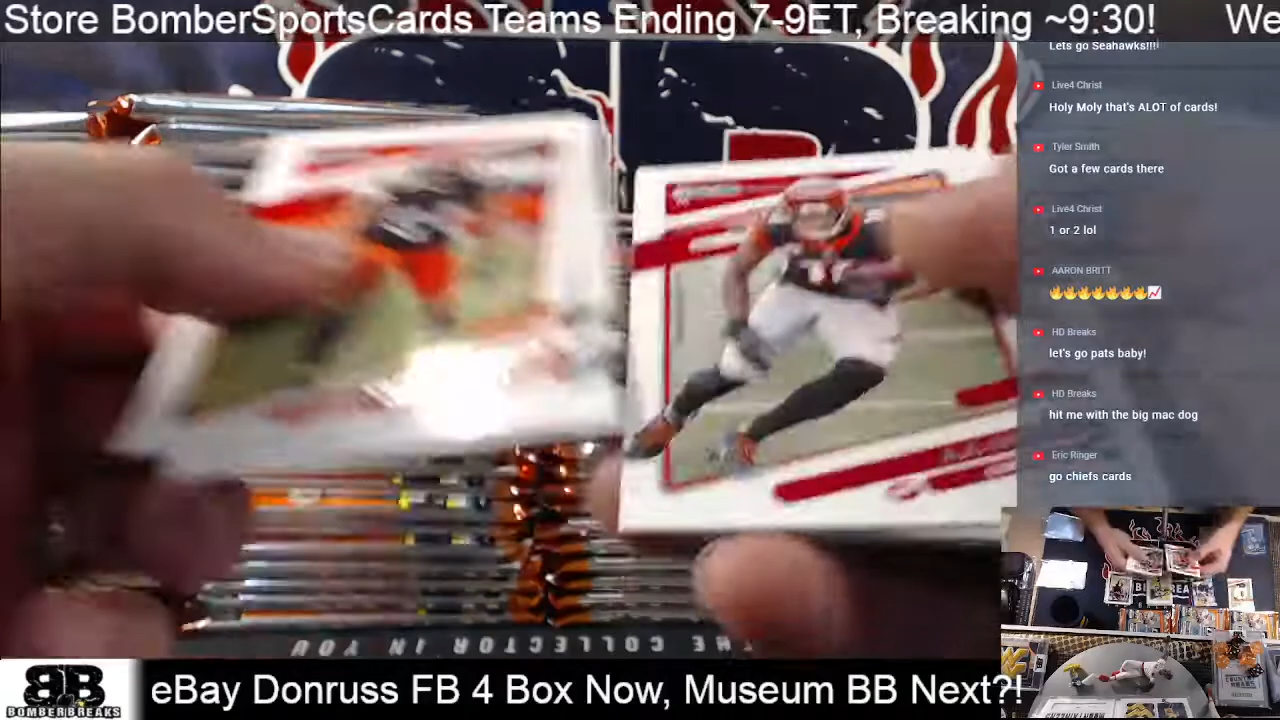 Store BomberSportsCards Teams Ending 7-9ET, Breaking ~9:30! We
Lets go Seahawks!!!
Live4 Christ
Holy Moly that's ALOT of cards!
Tyler Smith
Got a few cards there
Live4 Christ
1 or 2 lol
AARON BRITT
🔥🔥🔥🔥🔥🔥🔥📈
HD Breaks
let's go pats baby!
HD Breaks
hit me with the big mac dog
Eric Ringer
go chiefs cards
THE COLLECTOR IN YOU
BB
BOMBERBREAKS
eBay Donruss FB 4 Box Now, Museum BB Next?!